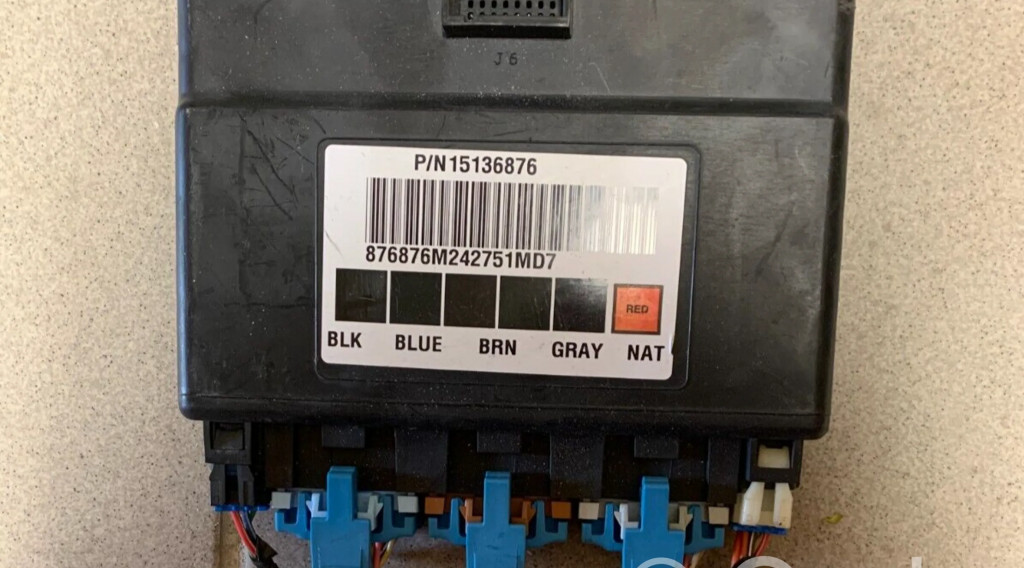 J6
P/N15136876
876876M242751MD7
RED
BLK BLUE BRN GRAY NAT